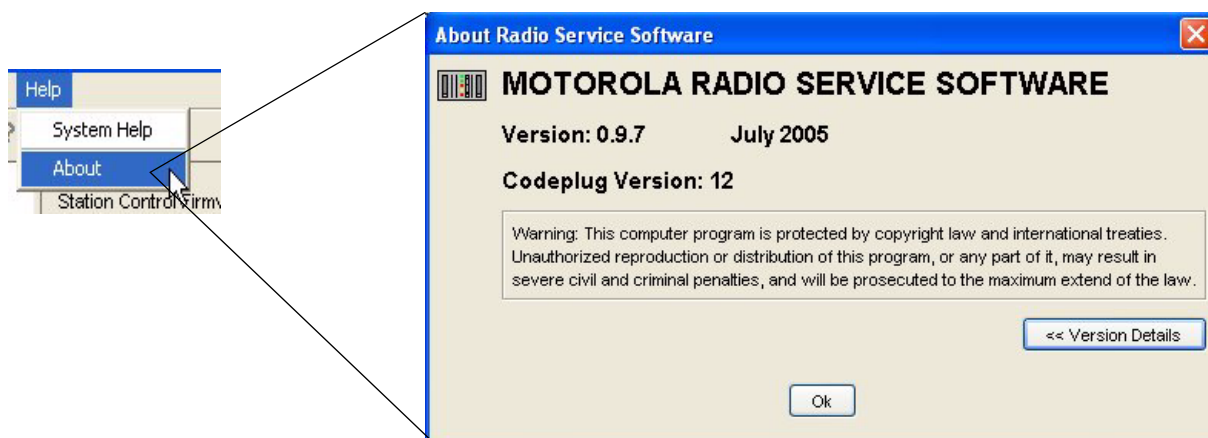 Help
System Help
About
Station Control Firmw
About Radio Service Software
MOTOROLA RADIO SERVICE SOFTWARE
Version: 0.9.7 July 2005
Codeplug Version: 12
Warning: This computer program is protected by copyright law and international treaties.
Unauthorized reproduction or distribution of this program, or any part of it, may result in
severe civil and criminal penalties, and will be prosecuted to the maximum extend of the law.
<< Version Details
Ok